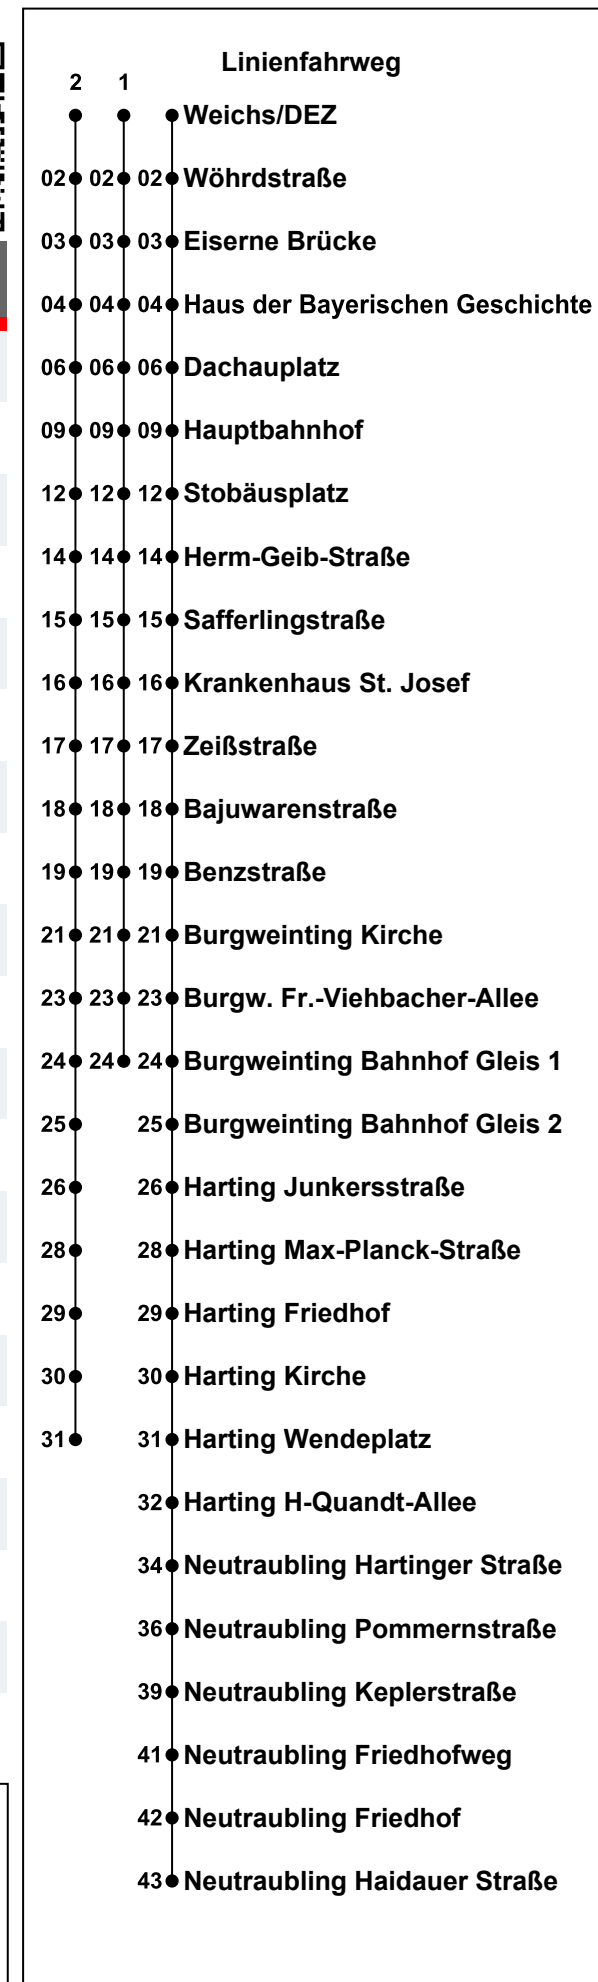 Linienfahrweg
2 1
Weichs/DEZ
02 02 02 Wöhrdstraße
03 03 03 Eiserne Brücke
04 04 04 Haus der Bayerischen Geschichte
06 06 06 Dachauplatz
09 09 09 Hauptbahnhof
12 12 12 Stobäusplatz
14 14 14 Herm-Geib-Straße
15 15 15 Safferlingstraße
16 16 16 Krankenhaus St. Josef
17 17 17 Zeißstraße
18 18 18 Bajuwarenstraße
19 19 19 Benzstraße
21 21 21 Burgweinting Kirche
23 23 23 Burgw. Fr.-Viehbacher-Allee
24 24 24 Burgweinting Bahnhof Gleis 1
25 25 Burgweinting Bahnhof Gleis 2
26 26 Harting Junkersstraße
28 28 Harting Max-Planck-Straße
29 29 Harting Friedhof
30 30 Harting Kirche
31 31 Harting Wendeplatz
32 Harting H-Quandt-Allee
34 Neutraubling Hartinger Straße
36 Neutraubling Pommernstraße
39 Neutraubling Keplerstraße
41 Neutraubling Friedhofweg
42 Neutraubling Friedhof
43 Neutraubling Haidauer Straße